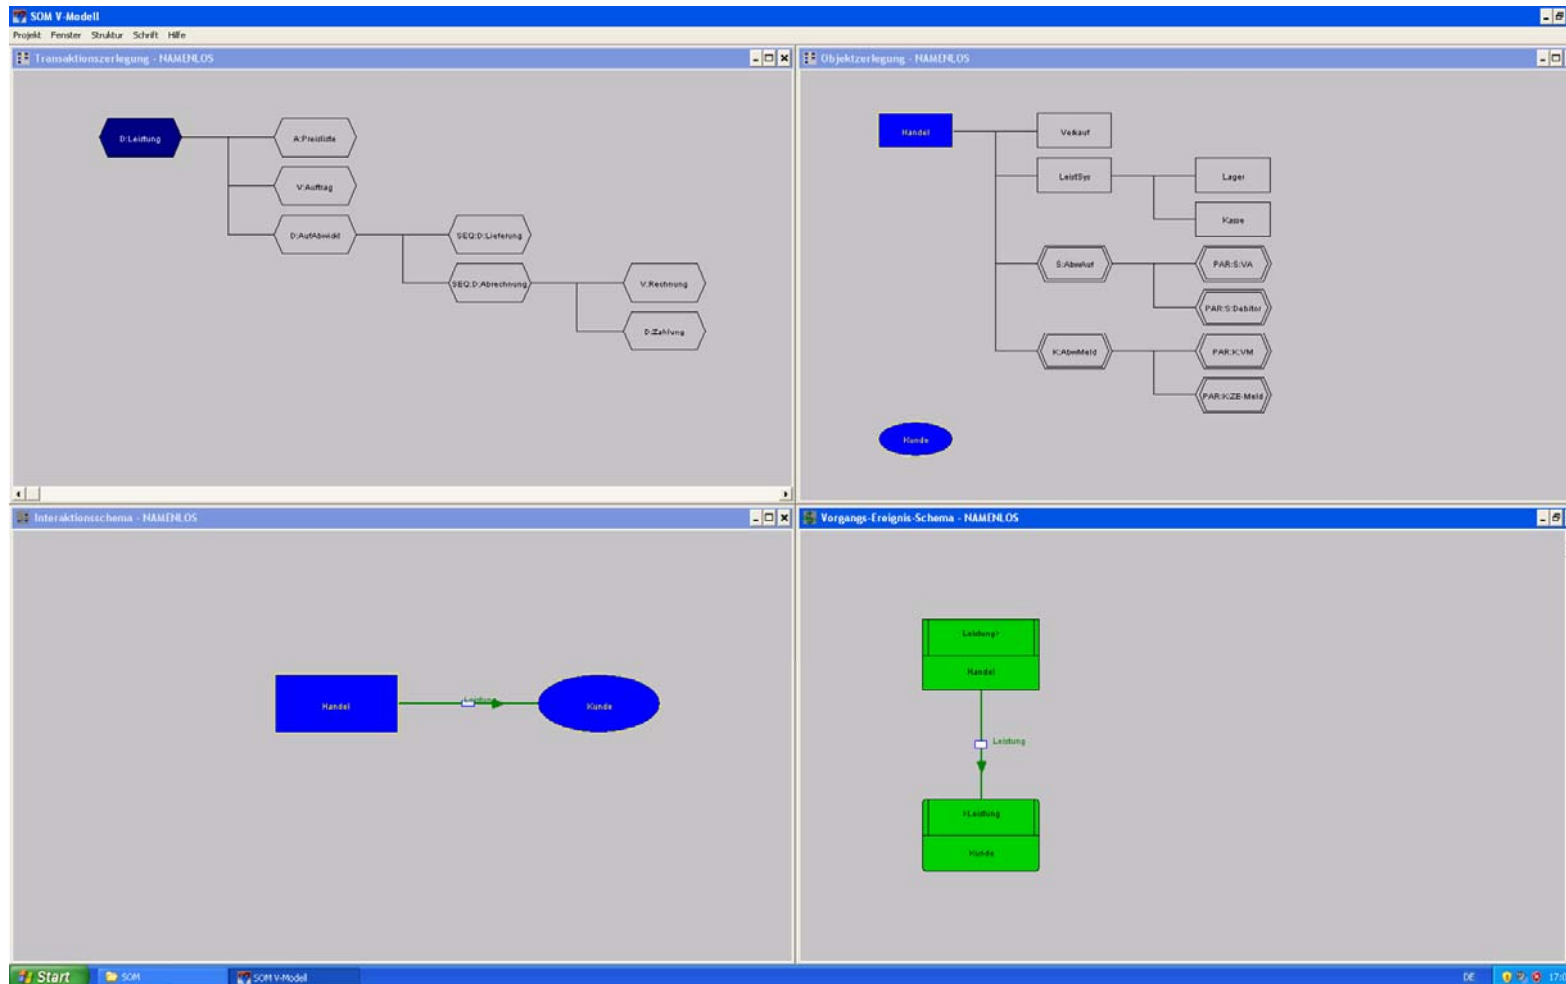 SOM V-Modell
Projekt Fenster Struktur Schrift Hilfe
Transaktionszerlegung - NAMENLOS
D:Leistung
A:Preisliste
V:Auftrag
D:AufAbwickl
SEQ:D:Lieferung
SEQ:D:Abrechnung
V:Rechnung
D:Zahlung
Objektzerlegung - NAMENLOS
Handel
Verkauf
LeistSys
Lager
Kasse
S:AbwAuf
PAR:S:VA
PAR:S:Debitor
K:AbwMeld
PAR:K:VM
PAR:K:ZE-Meld
Kunde
Interaktionsschema - NAMENLOS
Handel
Leistung
Kunde
Vorgangs-Ereignis-Schema - NAMENLOS
Leistung>
Handel
Leistung
>Leistung
Kunde
Start
SOM
SOM V-Modell
DE